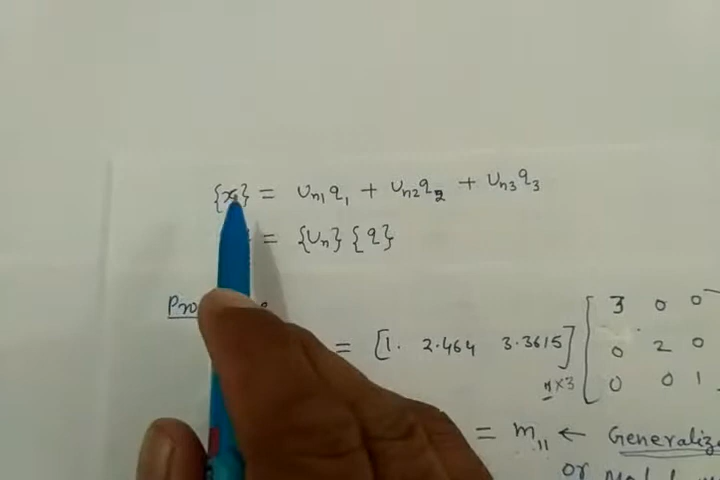 {x} = Un1 q1 + Un2 q2 + Un3 q3
= {Un} {q}
= [1. 2.464 3.3615] 1×3 [3 0 0
0 2 0
0 0 1
= m11 ← Generaliz
or